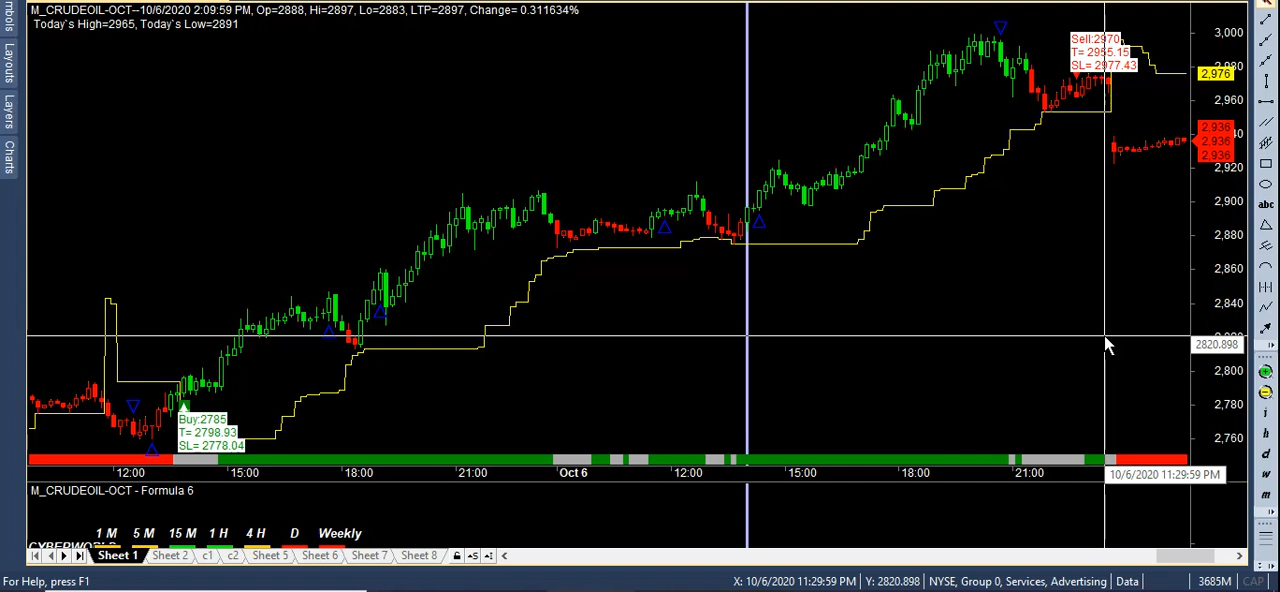 M_CRUDEOIL-OCT--10/6/2020 2:09:59 PM, Op=2888, Hi=2897, Lo=2883, LTP=2897, Change= 0.311634%
Today's High=2965, Today`s Low=2891
mbols
Layouts
Layers
Charts
Sell:2970
T= 2955.15
SL= 2977.43
Buy:2785
T= 2798.93
SL= 2778.04
3,000
2,976
2,960
2,936
2,936
2,936
2,920
2,900
2,880
2,860
2,840
2820.898
2,800
2,780
2,760
abc
i
h
d
w
m
12:00
15:00
18:00
21:00
Oct 6
12:00
15:00
18:00
21:00
10/6/2020 11:29:59 PM
M_CRUDEOIL-OCT - Formula 6
1 M 5 M 15 M 1 H 4 H D Weekly
Sheet 1 Sheet 2 c1 c2 Sheet 5 Sheet 6 Sheet 7 Sheet 8
For Help, press F1
X: 10/6/2020 11:29:59 PM Y: 2820.898 NYSE, Group 0, Services, Advertising Data 3685M CAP